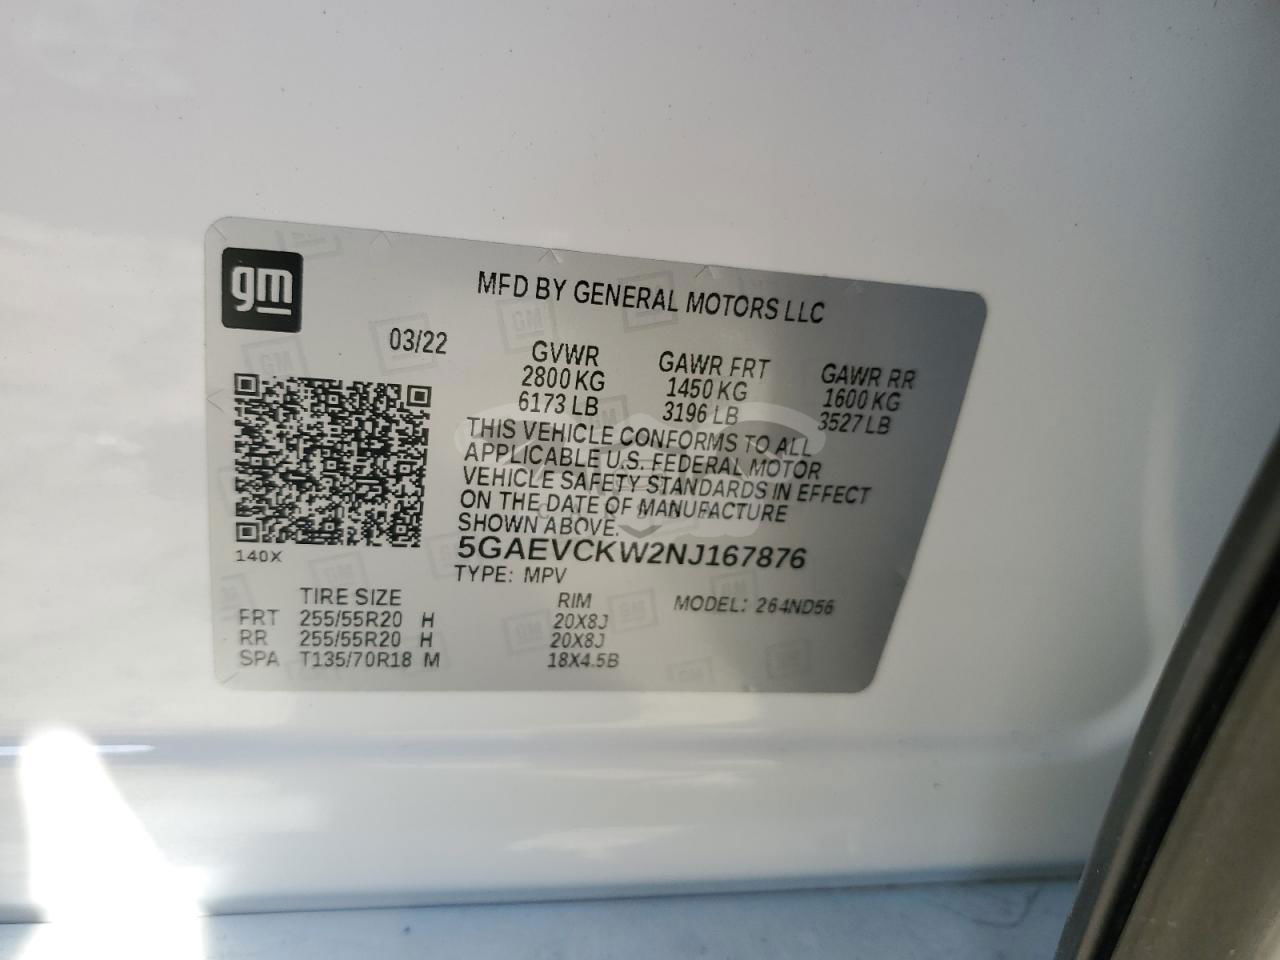 gm
MFD BY GENERAL MOTORS LLC
03/22
GVWR GAWR FRT GAWR RR
2800 KG 1450 KG 1600 KG
6173 LB 3196 LB 3527 LB
THIS VEHICLE CONFORMS TO ALL
APPLICABLE U.S. FEDERAL MOTOR
VEHICLE SAFETY STANDARDS IN EFFECT
ON THE DATE OF MANUFACTURE
SHOWN ABOVE.
140X
5GAEVCKW2NJ167876
TYPE: MPV
MODEL: 264ND56
TIRE SIZE RIM
FRT 255/55R20 H 20X8J
RR 255/55R20 H 20X8J
SPA T135/70R18 M 18X4.5B